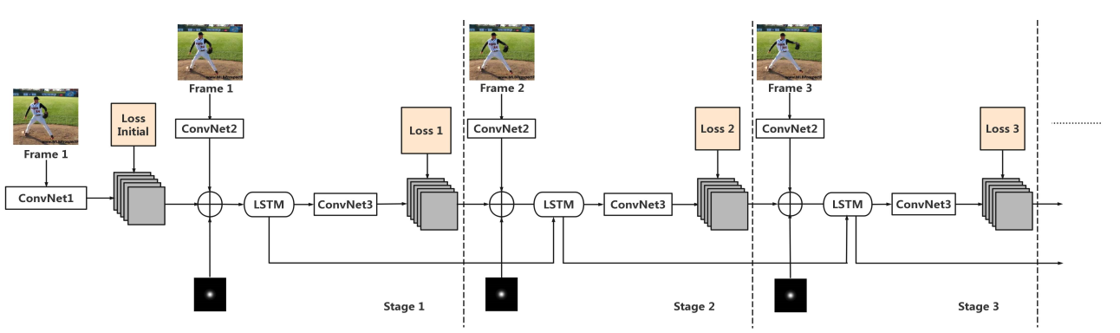 Frame 1
ConvNet1
Loss
Initial
Frame 1
ConvNet2
LSTM
ConvNet3
Loss 1
Stage 1
Frame 2
ConvNet2
LSTM
ConvNet3
Loss 2
Stage 2
Frame 3
ConvNet2
LSTM
ConvNet3
Loss 3
Stage 3